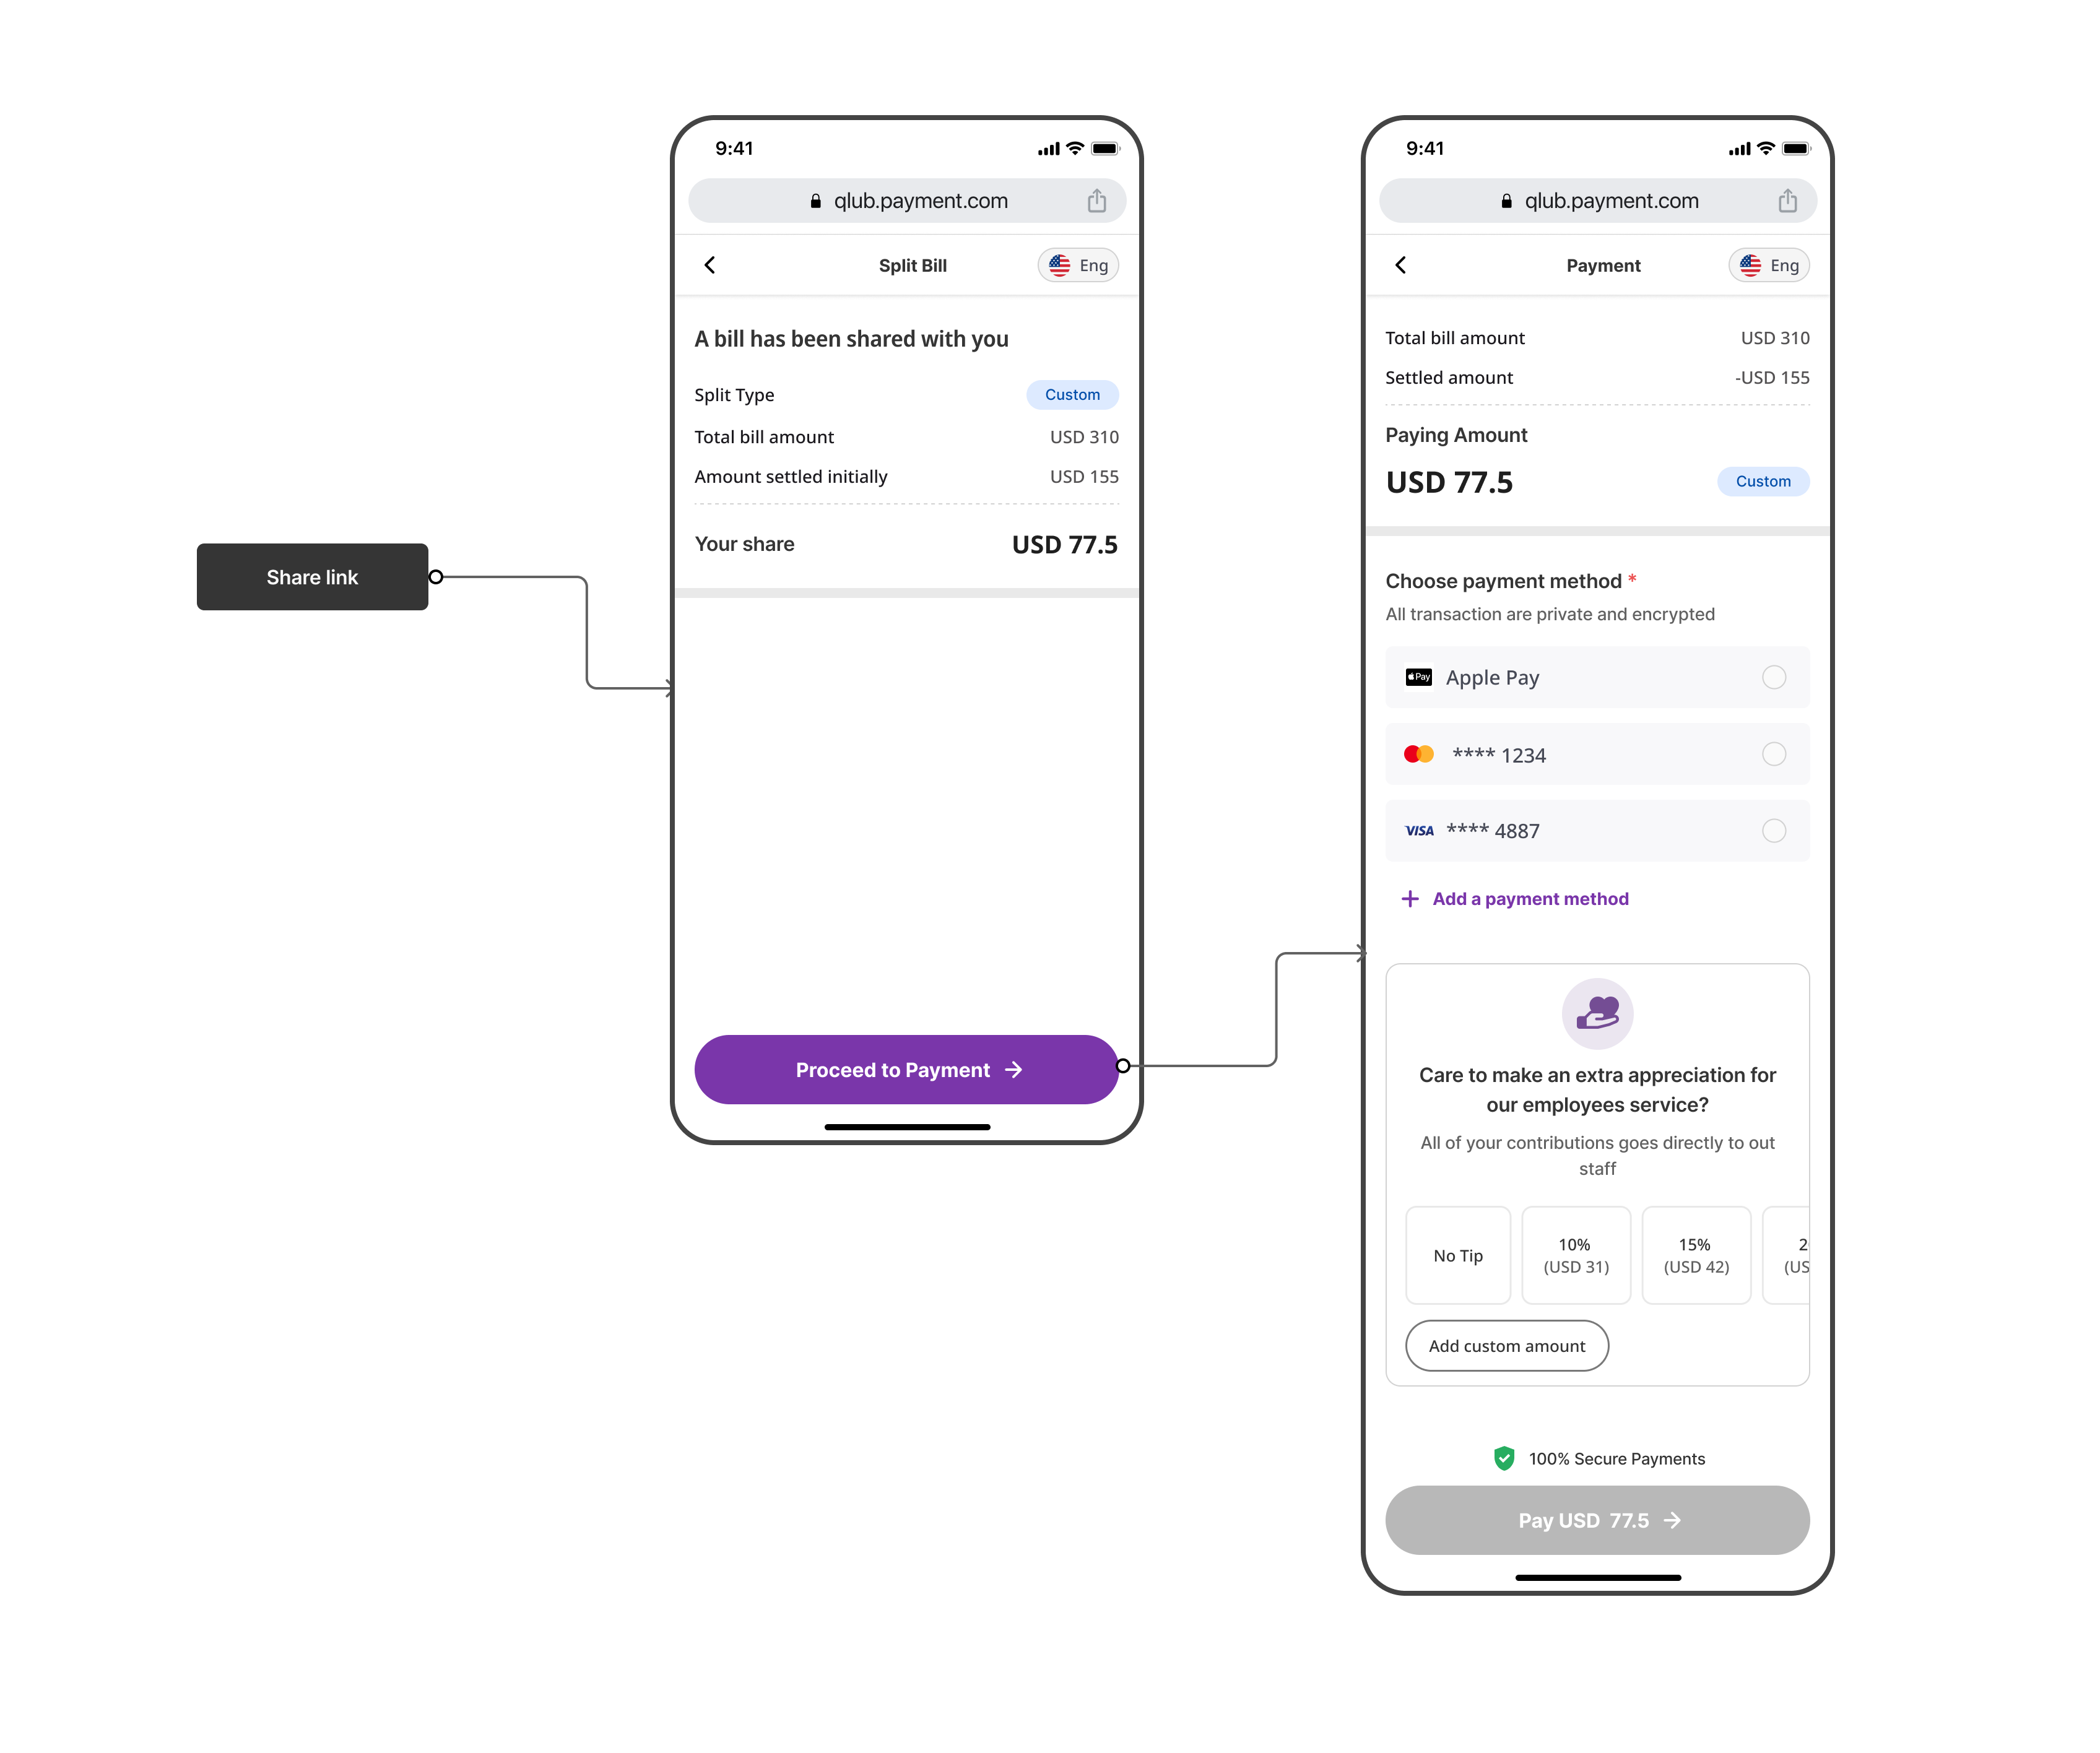 Share link
9:41
qlub.payment.com
Split Bill
Eng
A bill has been shared with you
Split Type
Custom
Total bill amount
USD 310
Amount settled initially
USD 155
Your share
USD 77.5
Proceed to Payment
9:41
qlub.payment.com
Payment
Eng
Total bill amount
USD 310
Settled amount
-USD 155
Paying Amount
USD 77.5
Custom
Choose payment method *
All transaction are private and encrypted
Pay
Apple Pay
**** 1234
VISA
**** 4887
+ Add a payment method
Care to make an extra appreciation for
our employees service?
All of your contributions goes directly to out
staff
No Tip
10%
(USD 31)
15%
(USD 42)
2
(US
Add custom amount
100% Secure Payments
Pay USD 77.5